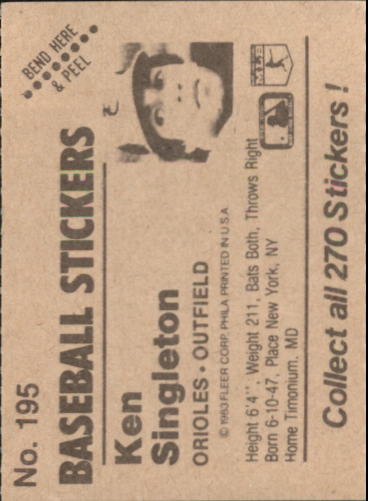 No. 195
BEND HERE
& PEEL
BASEBALL STICKERS
Ken
Singleton
ORIOLES • OUTFIELD
© 1983 FLEER CORP. PHILA. PRINTED IN U.S.A.
Height 6'4", Weight 211, Bats Both, Throws Right
Born 6-10-47, Place New York, NY
Home Timonium, MD
Collect all 270 Stickers!